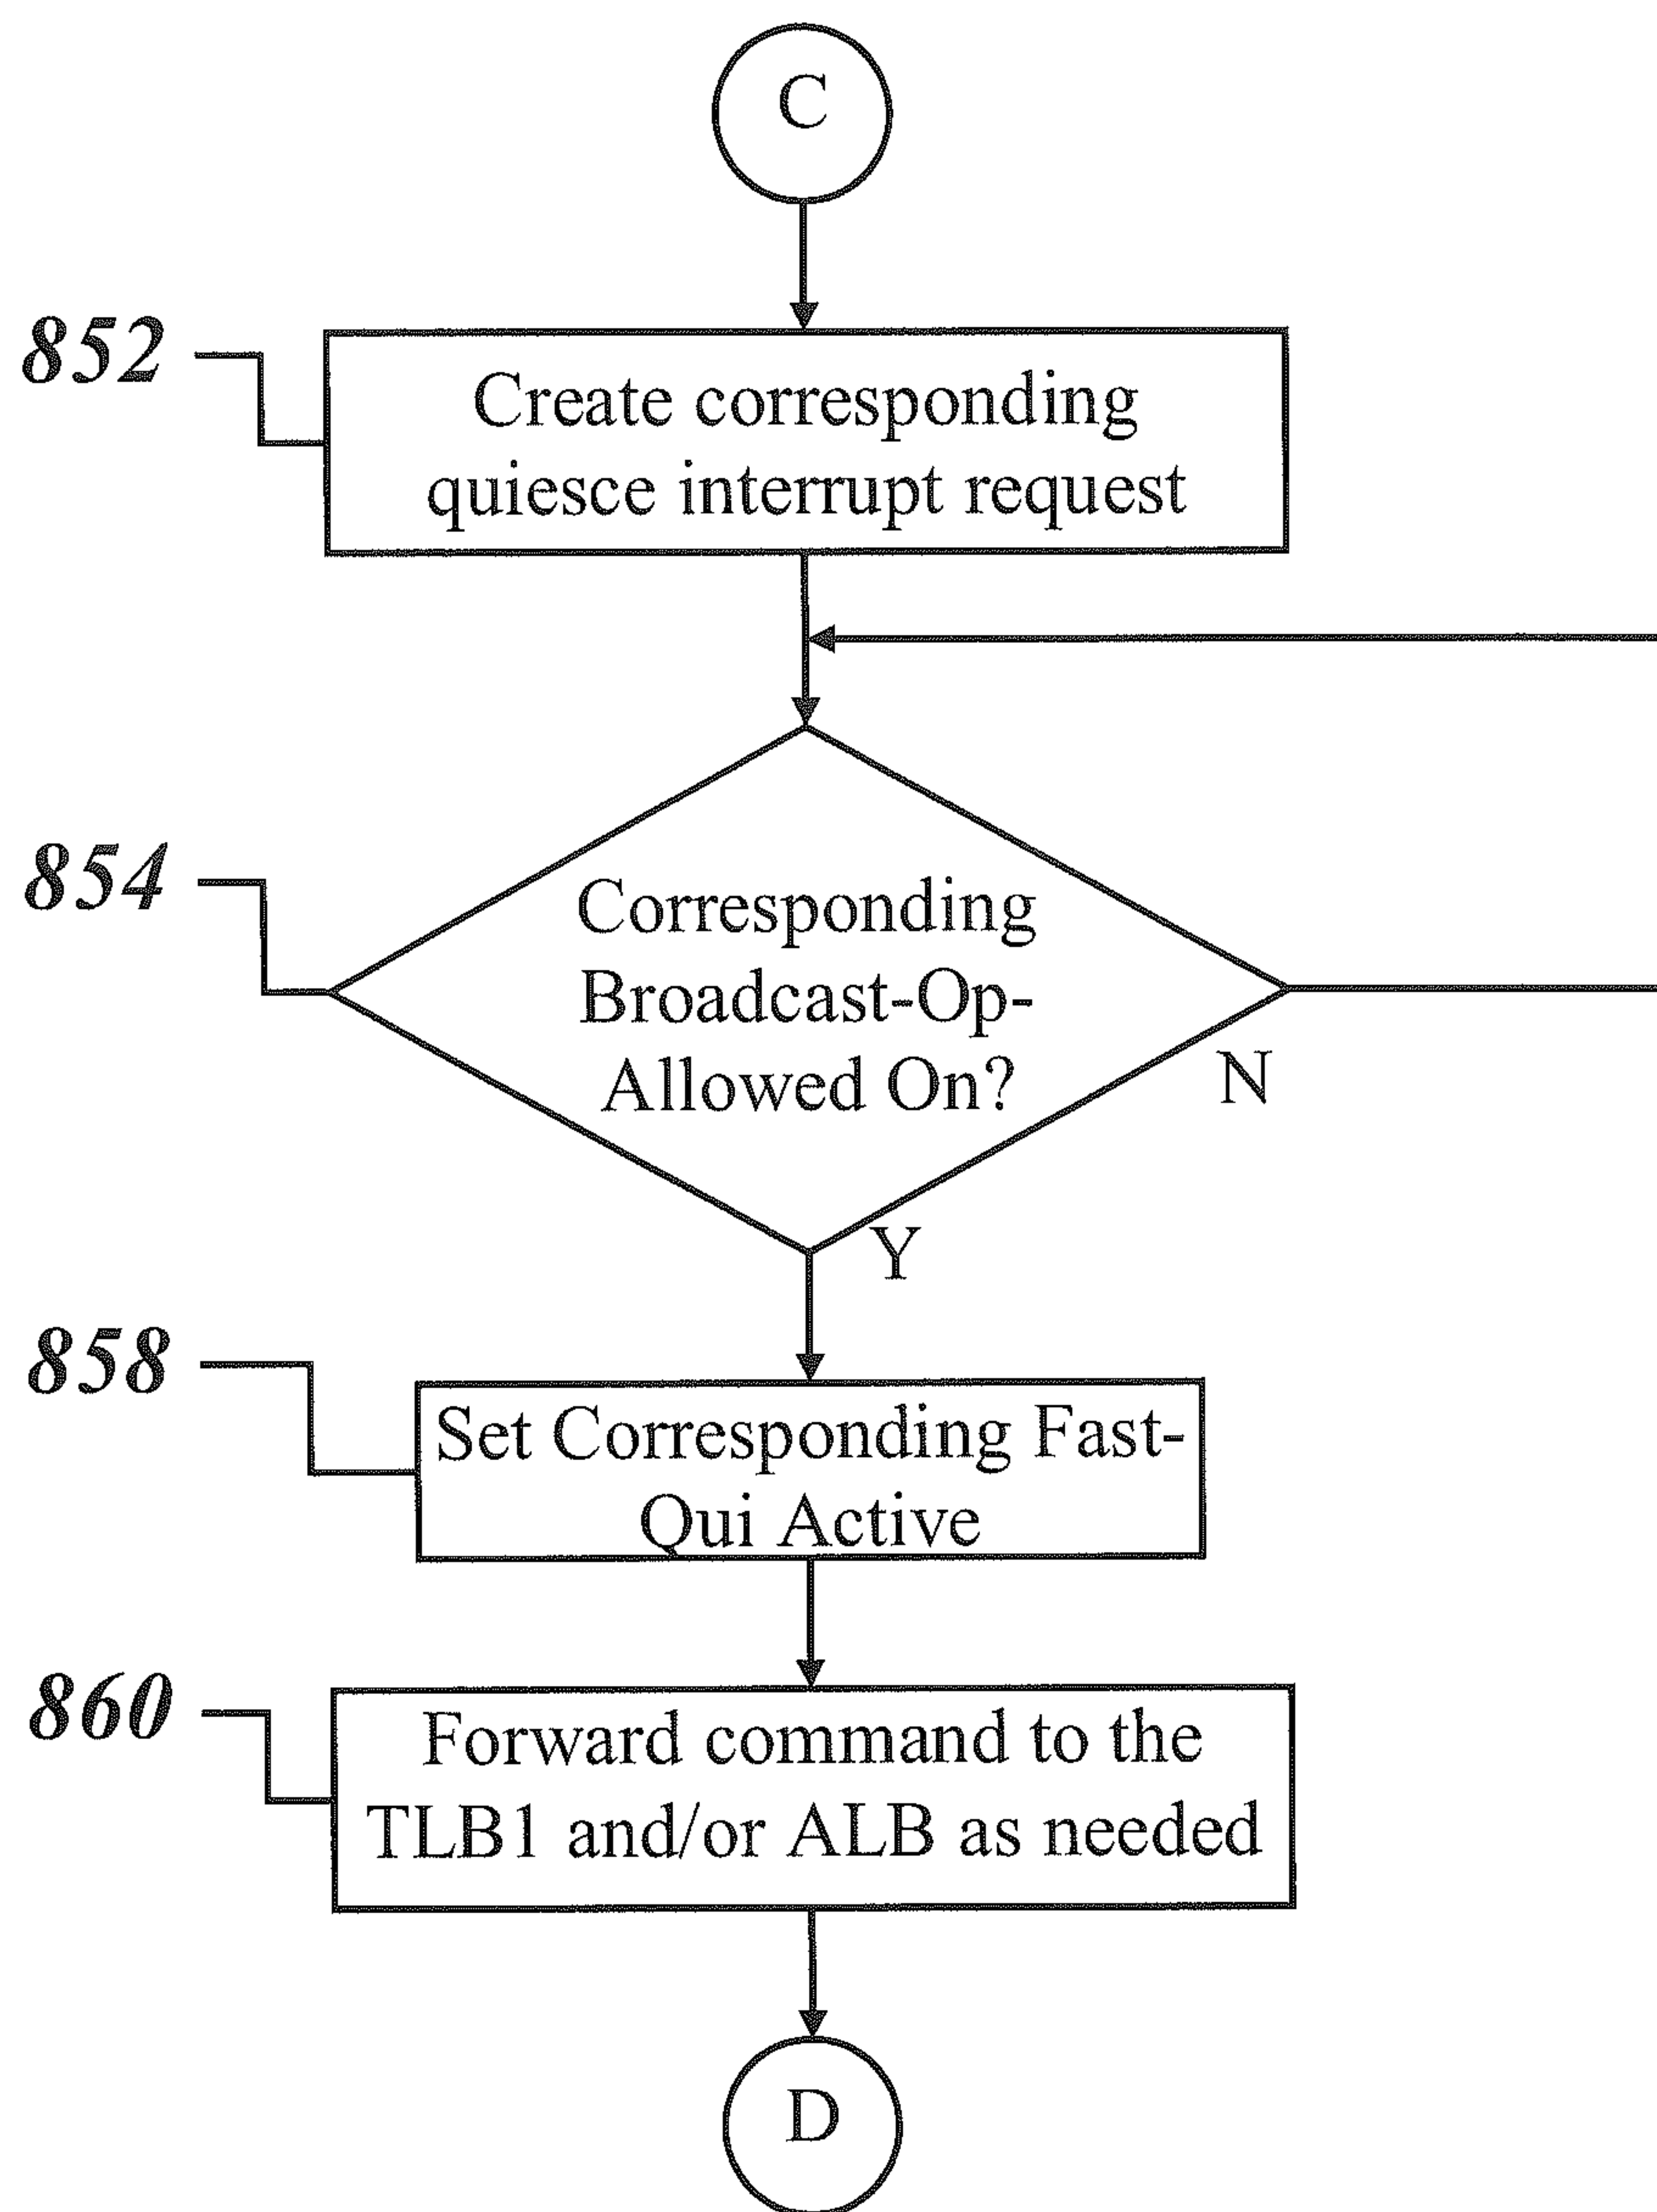 C
852
Create corresponding
quiesce interrupt request
854
Corresponding
Broadcast-Op-
Allowed On?
N
Y
858
Set Corresponding Fast-
Qui Active
860
Forward command to the
TLB1 and/or ALB as needed
D